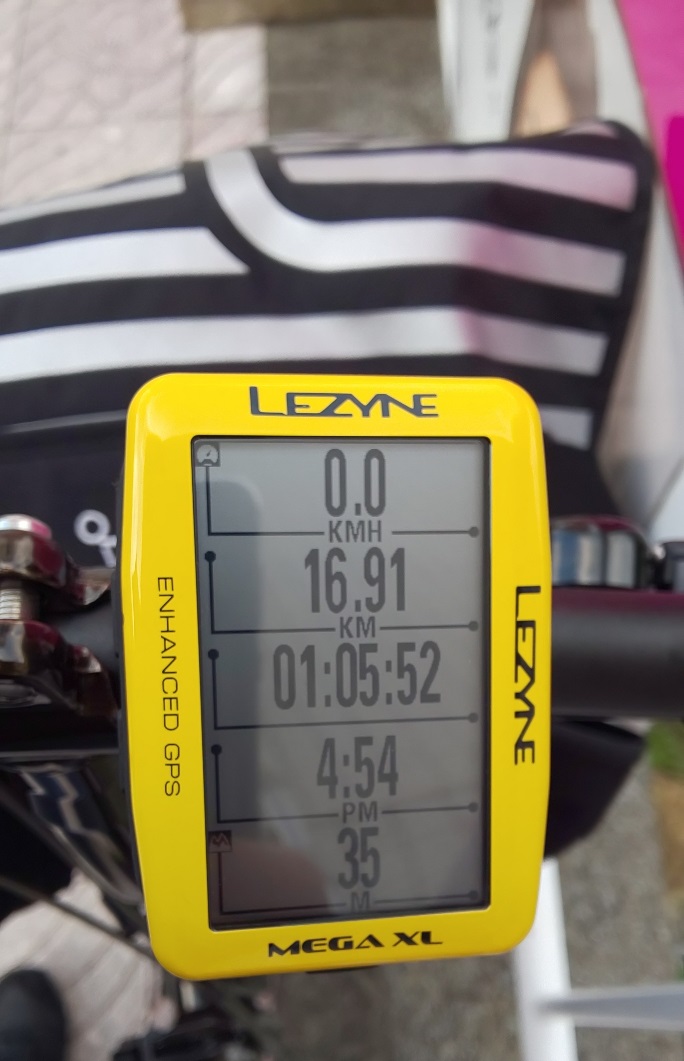 LEZYNE
0.0
KMH
16.91
KM
01:05:52
4:54
PM
35
M
MEGA XL
ENHANCED GPS
LEZYNE